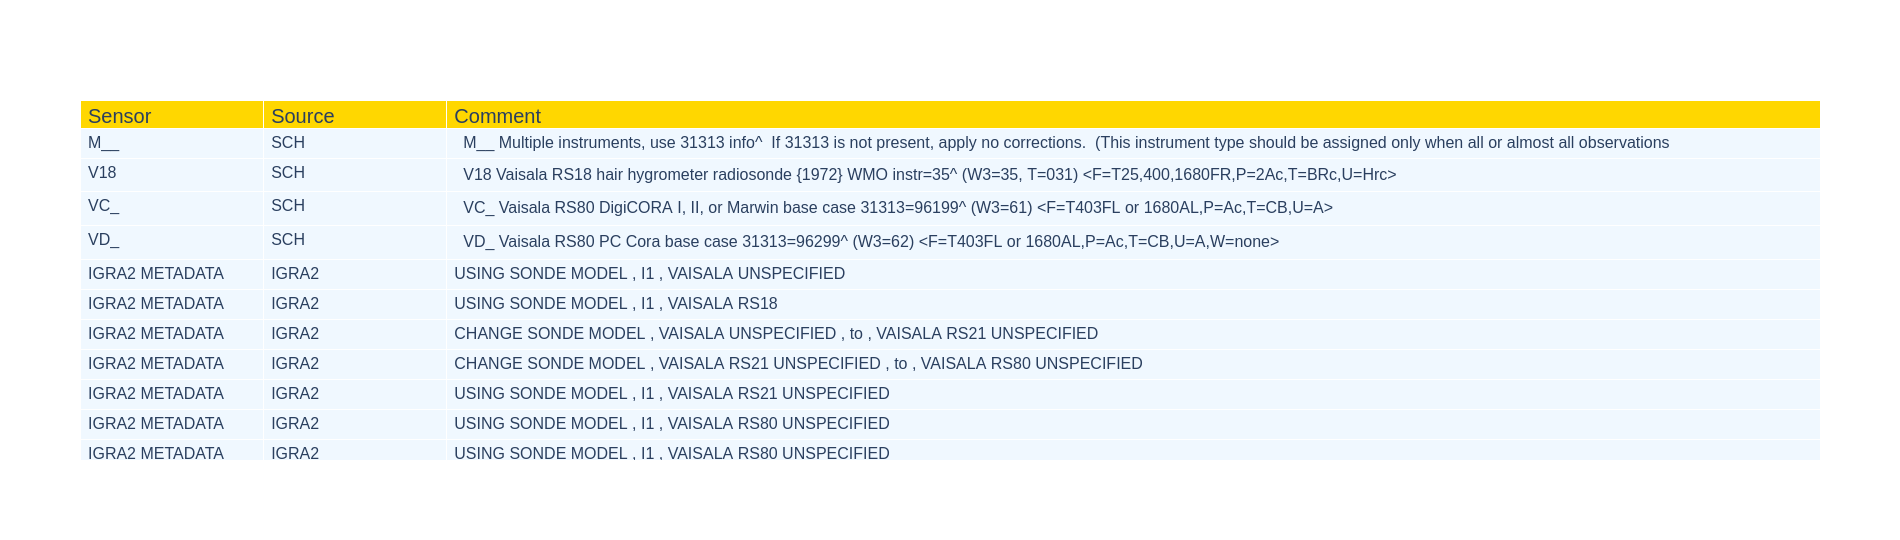 Sensor Source Comment
M__ SCH M__ Multiple instruments, use 31313 info^  If 31313 is not present, apply no corrections.  (This instrument type should be assigned only when all or almost all observations
V18 SCH V18 Vaisala RS18 hair hygrometer radiosonde {1972} WMO instr=35^ (W3=35, T=031) <F=T25,400,1680FR,P=2Ac,T=BRc,U=Hrc>
VC_ SCH VC_ Vaisala RS80 DigiCORA I, II, or Marwin base case 31313=96199^ (W3=61) <F=T403FL or 1680AL,P=Ac,T=CB,U=A>
VD_ SCH VD_ Vaisala RS80 PC Cora base case 31313=96299^ (W3=62) <F=T403FL or 1680AL,P=Ac,T=CB,U=A,W=none>
IGRA2 METADATA IGRA2 USING SONDE MODEL , I1 , VAISALA UNSPECIFIED
IGRA2 METADATA IGRA2 USING SONDE MODEL , I1 , VAISALA RS18
IGRA2 METADATA IGRA2 CHANGE SONDE MODEL , VAISALA UNSPECIFIED , to , VAISALA RS21 UNSPECIFIED
IGRA2 METADATA IGRA2 CHANGE SONDE MODEL , VAISALA RS21 UNSPECIFIED , to , VAISALA RS80 UNSPECIFIED
IGRA2 METADATA IGRA2 USING SONDE MODEL , I1 , VAISALA RS21 UNSPECIFIED
IGRA2 METADATA IGRA2 USING SONDE MODEL , I1 , VAISALA RS80 UNSPECIFIED
IGRA2 METADATA IGRA2 USING SONDE MODEL , I1 , VAISALA RS80 UNSPECIFIED